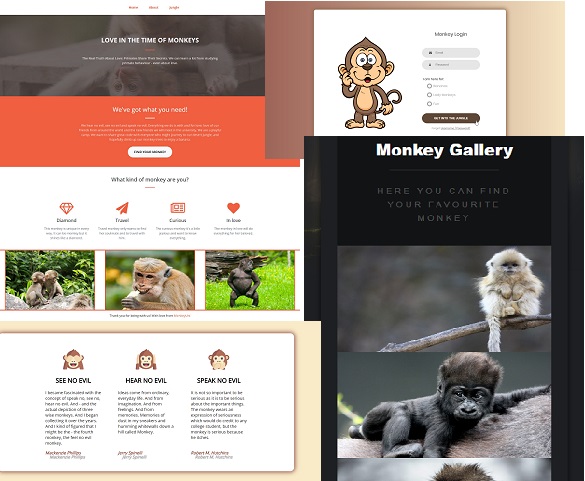 Home About Jungle
LOVE IN THE TIME OF MONKEYS
We've got what you need!
FIND YOUR MONKEY
What kind of monkey are you?
Diamond
Travel
Curious
In love
Monkey Login
Email
Password
I am here for:
GET INTO THE JUNGLE
Monkey Gallery
HERE YOU CAN FIND
YOUR FAVOURITE
MONKEY
SEE NO EVIL
I became fascinated with the
concept of speak no, see no,
hear no evil. And - and the
actual depiction of three
wise monkeys. And I began
collecting it over the years.
And I kind of figured that I
might be the - the fourth
monkey, the feel no evil
monkey.
Mackenzie Phillips
Mackenzie Phillips
HEAR NO EVIL
Ideas come from ordinary,
everyday life. And from
imagination. And from
feelings. And from
memories. Memories of
dust in my sneakers and
humming whitewalls down a
hill called Monkey.
Jerry Spinelli
Jerry Spinelli
SPEAK NO EVIL
It is not so important to be
serious as it is to be serious
about the important things.
The monkey wears an
expression of seriousness
which would do credit to any
college student, but the
monkey is serious because
he itches.
Robert M. Hutchins
Robert M. Hutchins